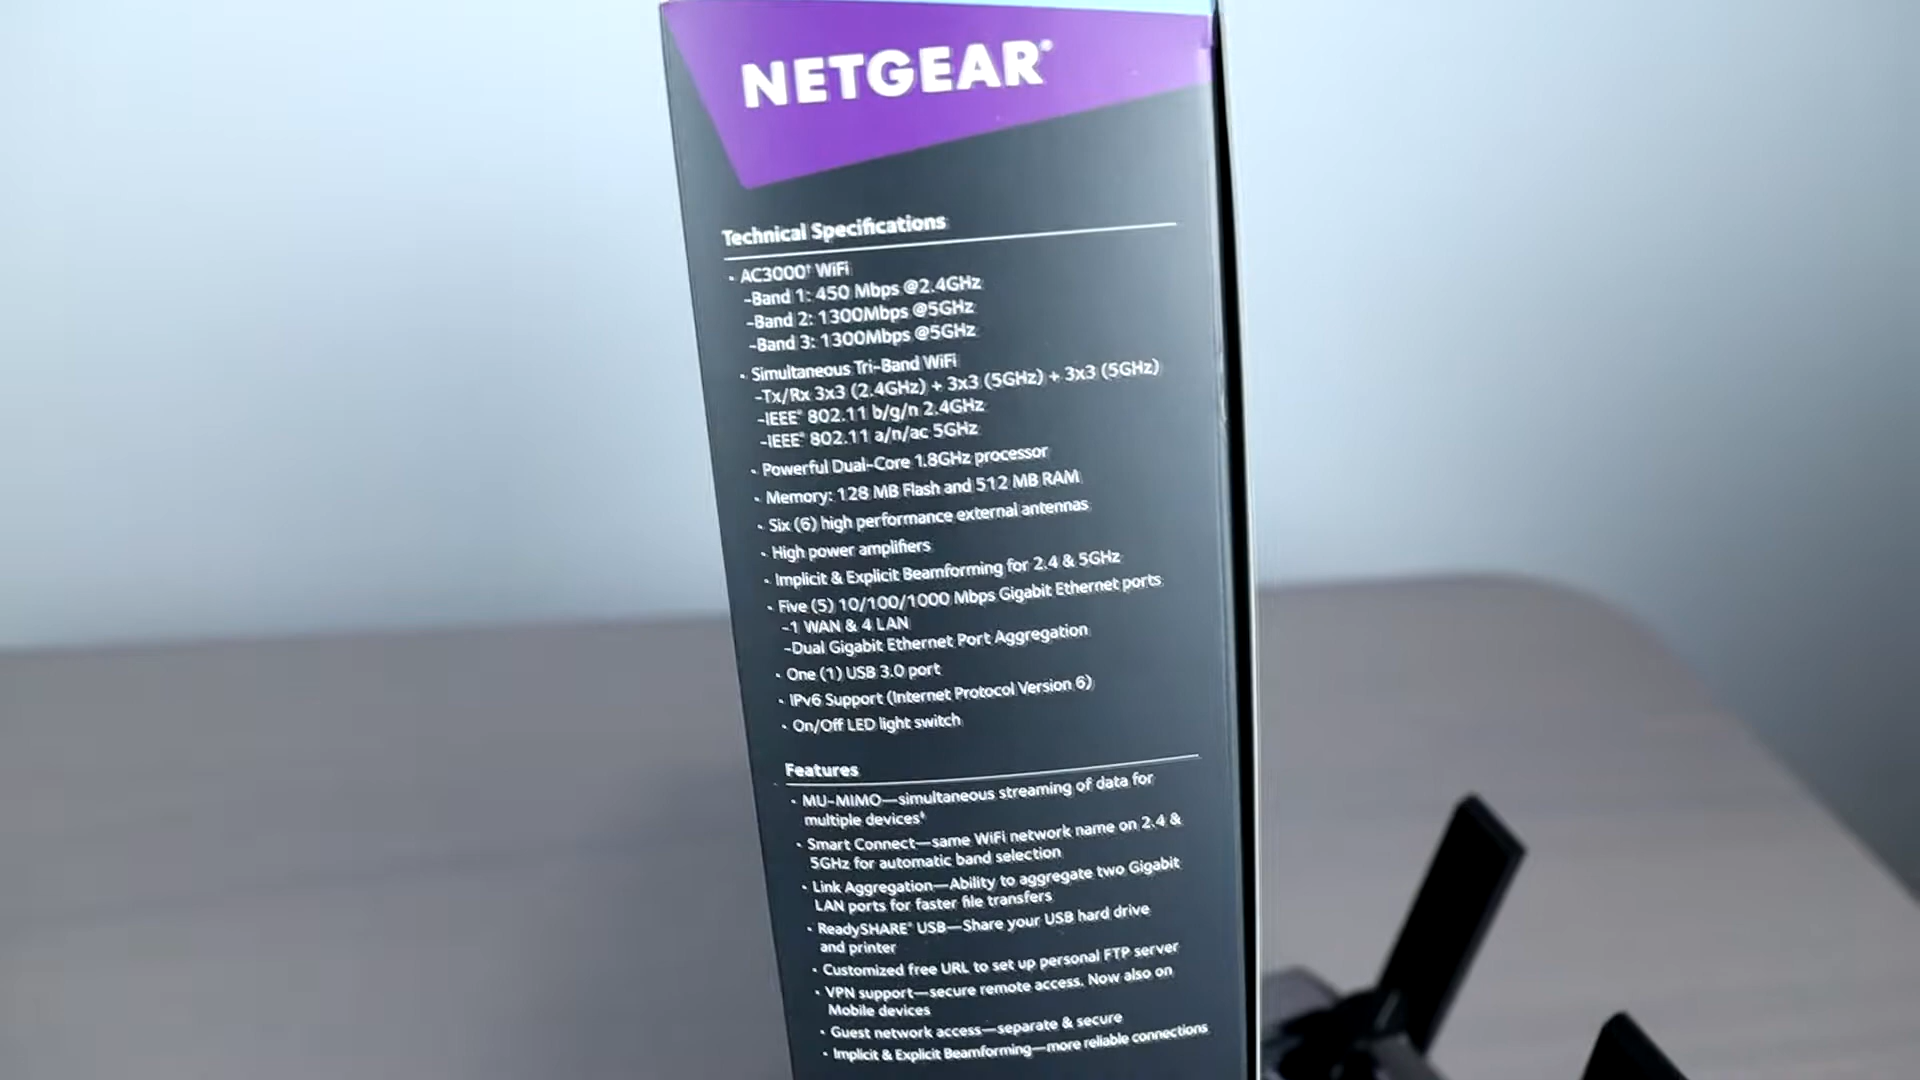 NETGEAR®
Technical Specifications
• AC3000† WiFi
-Band 1: 450 Mbps @2.4GHz
-Band 2: 1300Mbps @5GHz
-Band 3: 1300Mbps @5GHz
• Simultaneous Tri-Band WiFi
-Tx/Rx 3x3 (2.4GHz) + 3x3 (5GHz) + 3x3 (5GHz)
-IEEE® 802.11 b/g/n 2.4GHz
-IEEE® 802.11 a/n/ac 5GHz
• Powerful Dual-Core 1.8GHz processor
• Memory: 128 MB Flash and 512 MB RAM
• Six (6) high performance external antennas
• High power amplifiers
• Implicit & Explicit Beamforming for 2.4 & 5GHz
• Five (5) 10/100/1000 Mbps Gigabit Ethernet ports
-1 WAN & 4 LAN
-Dual Gigabit Ethernet Port Aggregation
• One (1) USB 3.0 port
• IPv6 Support (Internet Protocol Version 6)
• On/Off LED light switch
Features
• MU-MIMO—simultaneous streaming of data for
multiple devices‡
• Smart Connect—same WiFi network name on 2.4 &
5GHz for automatic band selection
• Link Aggregation—Ability to aggregate two Gigabit
LAN ports for faster file transfers
• ReadySHARE® USB—Share your USB hard drive
and printer
• Customized free URL to set up personal FTP server
• VPN support—secure remote access. Now also on
Mobile devices
• Guest network access—separate & secure
• Implicit & Explicit Beamforming—more reliable connections